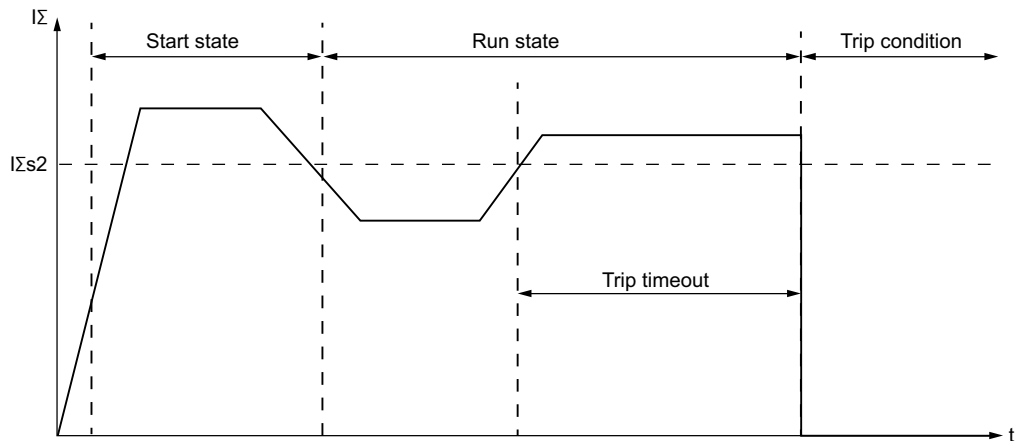 IΣ
Start state
Run state
Trip condition
IΣs2
Trip timeout
t